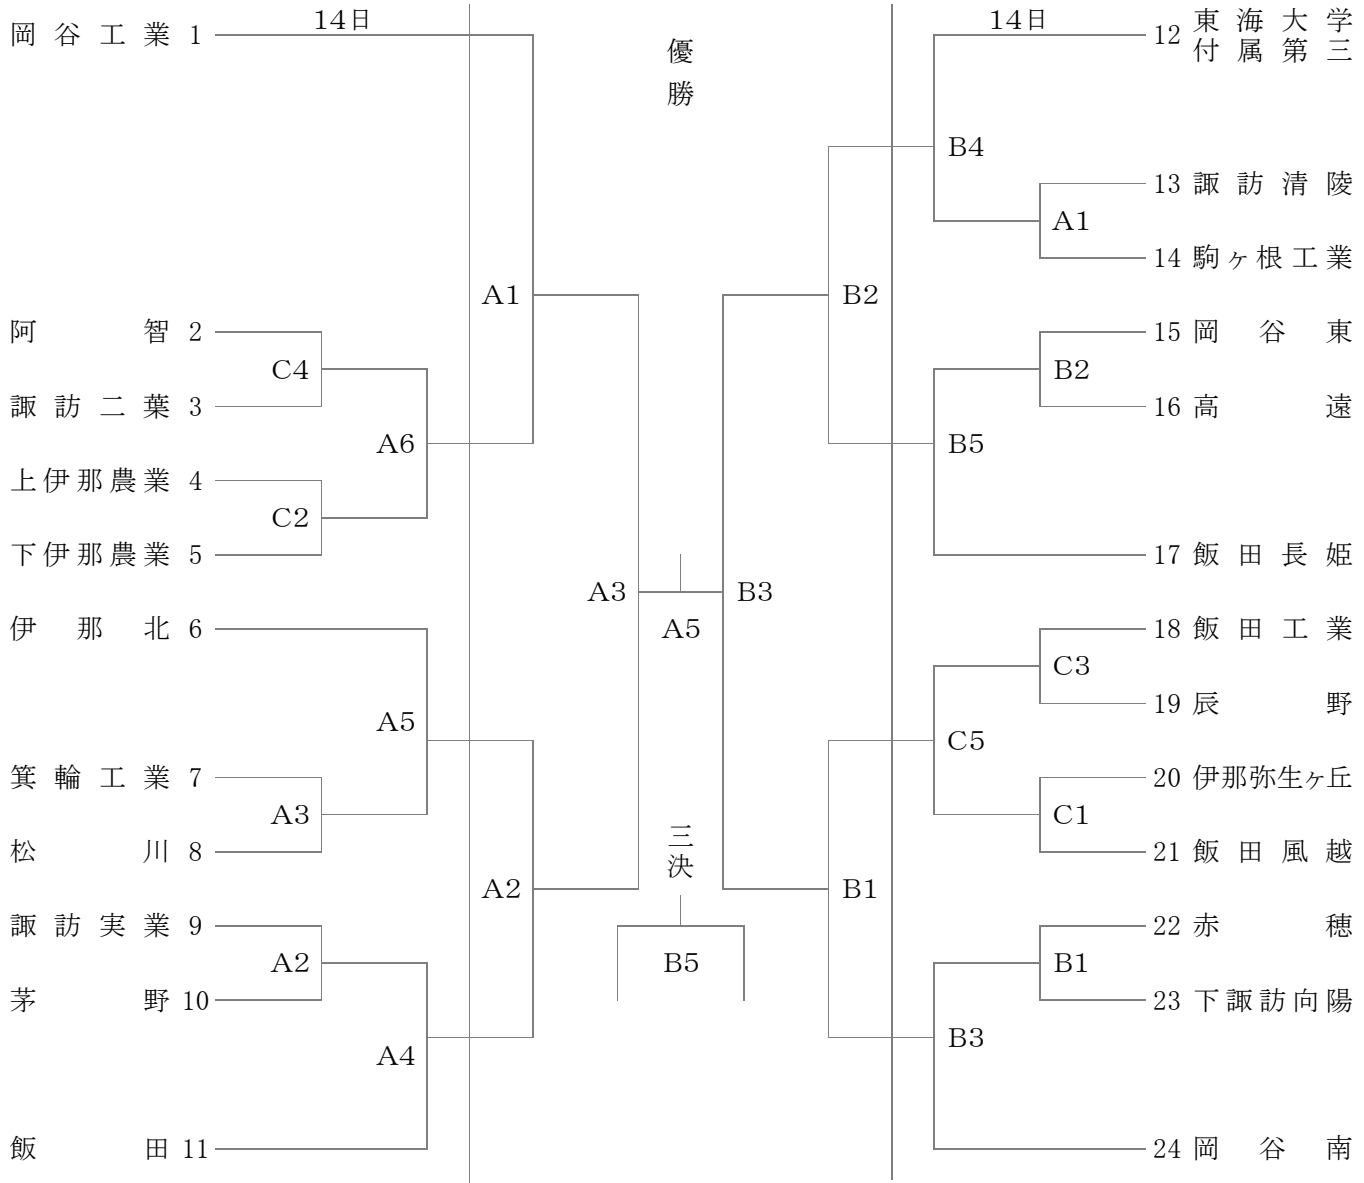 14日
岡谷工業 1
阿智 2
諏訪二葉 3
上伊那農業 4
下伊那農業 5
伊那北 6
箕輪工業 7
松川 8
諏訪実業 9
茅野 10
飯田 11
C4
C2
A3
A2
A6
A5
A4
A1
A2
A3
優勝
A5
三決
B5
B3
B2
B1
B4
B5
C5
B3
A1
B2
C3
C1
B1
14日
12 東海大学
付属第三
13 諏訪清陵
14 駒ヶ根工業
15 岡谷東
16 高遠
17 飯田長姫
18 飯田工業
19 辰野
20 伊那弥生ヶ丘
21 飯田風越
22 赤穂
23 下諏訪向陽
24 岡谷南